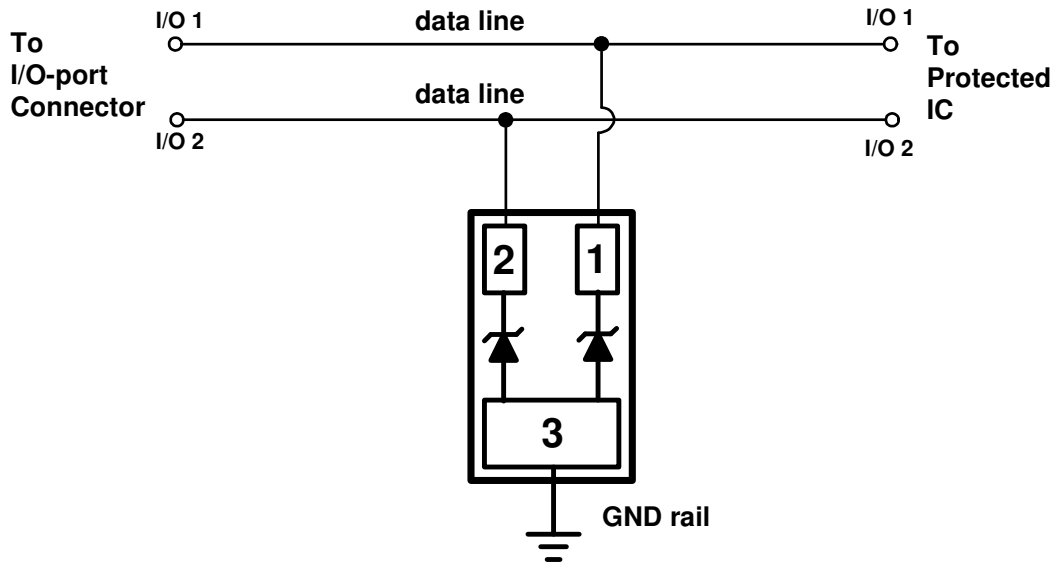 I/O 1
data line
I/O 1
To
I/O-port
Connector
To
Protected
IC
data line
I/O 2
I/O 2
2
1
3
GND rail